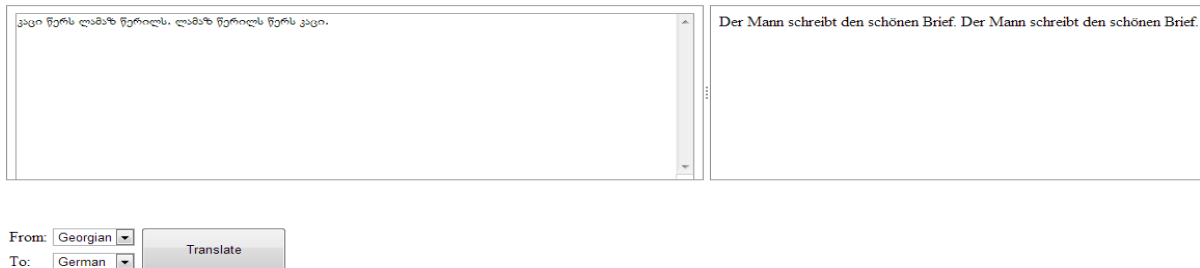 კაცი წერს ლამაზ წერილს. ლამაზ წერილს წერს კაცი.
Der Mann schreibt den schönen Brief. Der Mann schreibt den schönen Brief.
From: Georgian
Translate
To: German